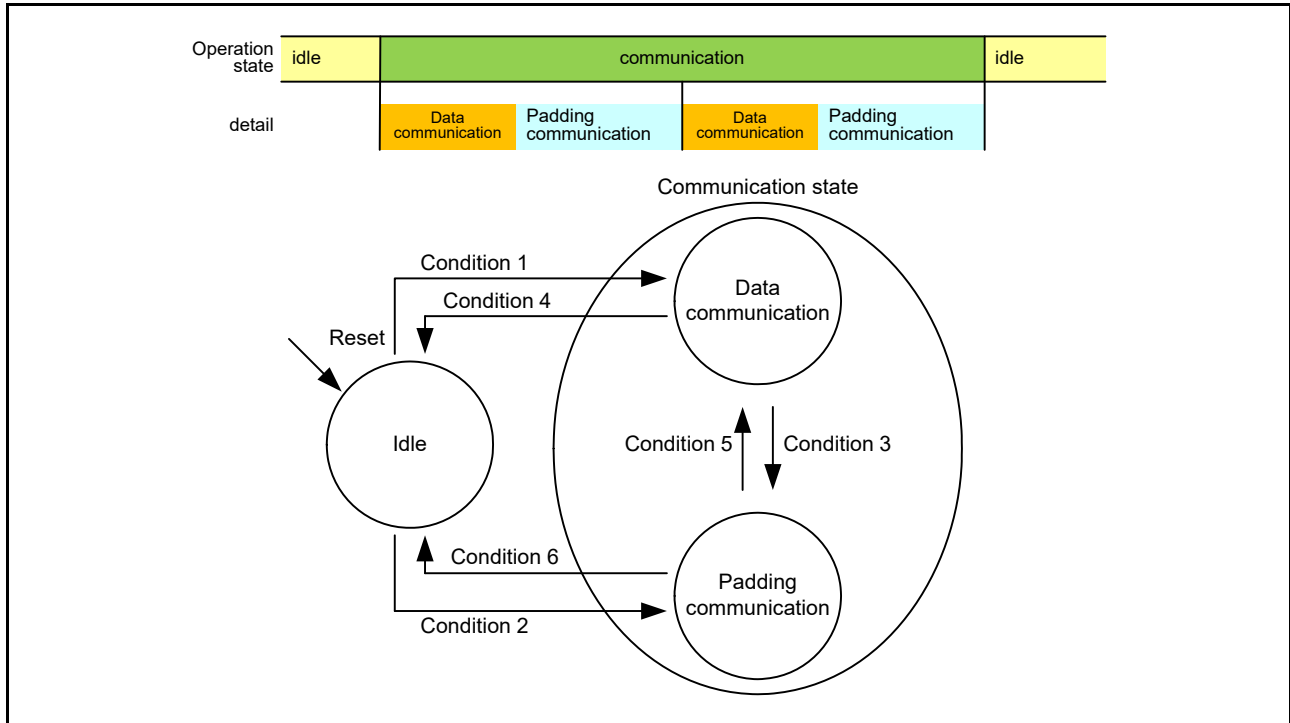 Operation
state
idle
communication
idle
detail
Data
communication
Padding
communication
Data
communication
Padding
communication
Communication state
Condition 1
Data
communication
Condition 4
Reset
Idle
Condition 5
Condition 3
Condition 6
Padding
communication
Condition 2